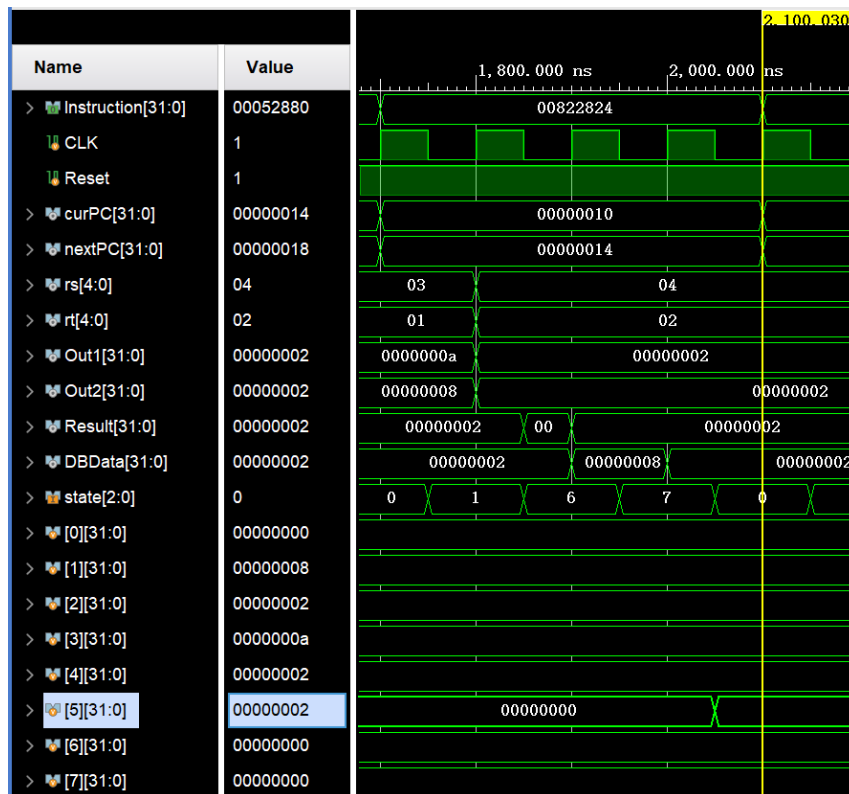 2,100.030
Name Value 1,800.000 ns 2,000.000 ns
Instruction[31:0] 00052880 00822824
CLK 1
Reset 1
curPC[31:0] 00000014 00000010
nextPC[31:0] 00000018 00000014
rs[4:0] 04 03 04
rt[4:0] 02 01 02
Out1[31:0] 00000002 0000000a 00000002
Out2[31:0] 00000002 00000008 00000002
Result[31:0] 00000002 00000002 00 00000002
DBData[31:0] 00000002 00000002 00000008 00000002
state[2:0] 0 0 1 6 7 0
[0][31:0] 00000000
[1][31:0] 00000008
[2][31:0] 00000002
[3][31:0] 0000000a
[4][31:0] 00000002
[5][31:0] 00000002 00000000
[6][31:0] 00000000
[7][31:0] 00000000